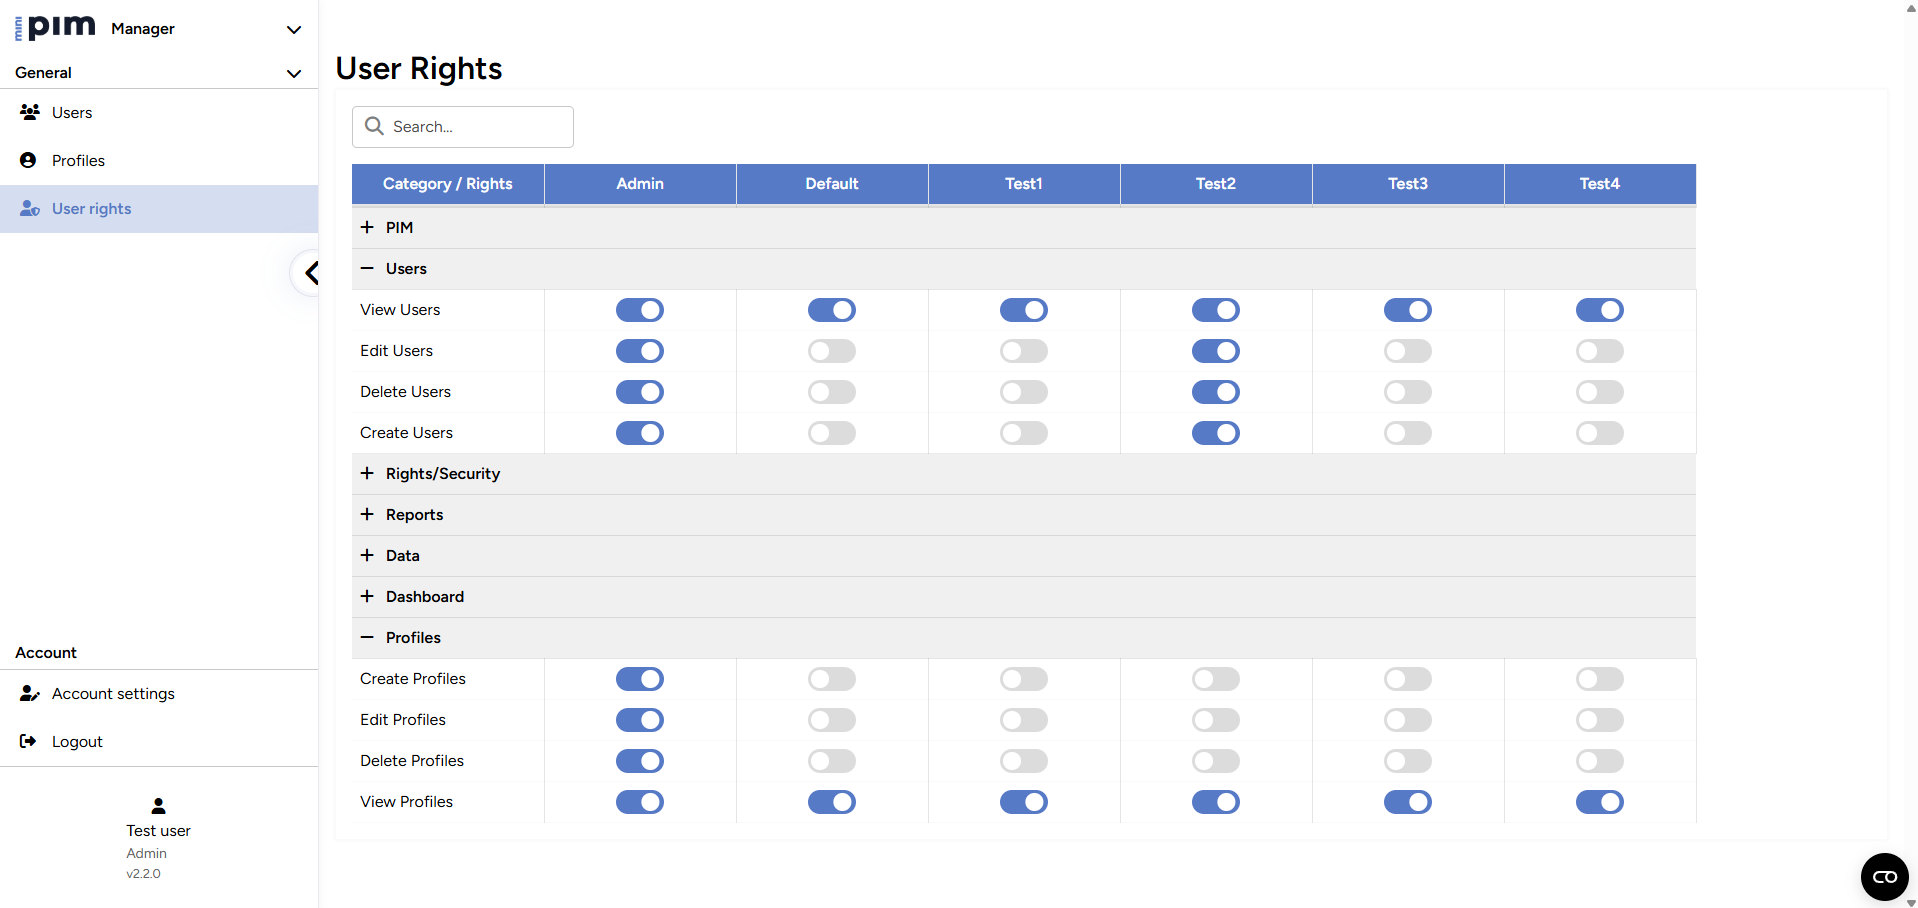 mini pim Manager
General
Users
Profiles
User rights
Account
Account settings
Logout
Test user
Admin
v2.2.0
User Rights
Search...
Category / Rights Admin Default Test1 Test2 Test3 Test4
PIM
Users
View Users
Edit Users
Delete Users
Create Users
Rights/Security
Reports
Data
Dashboard
Profiles
Create Profiles
Edit Profiles
Delete Profiles
View Profiles